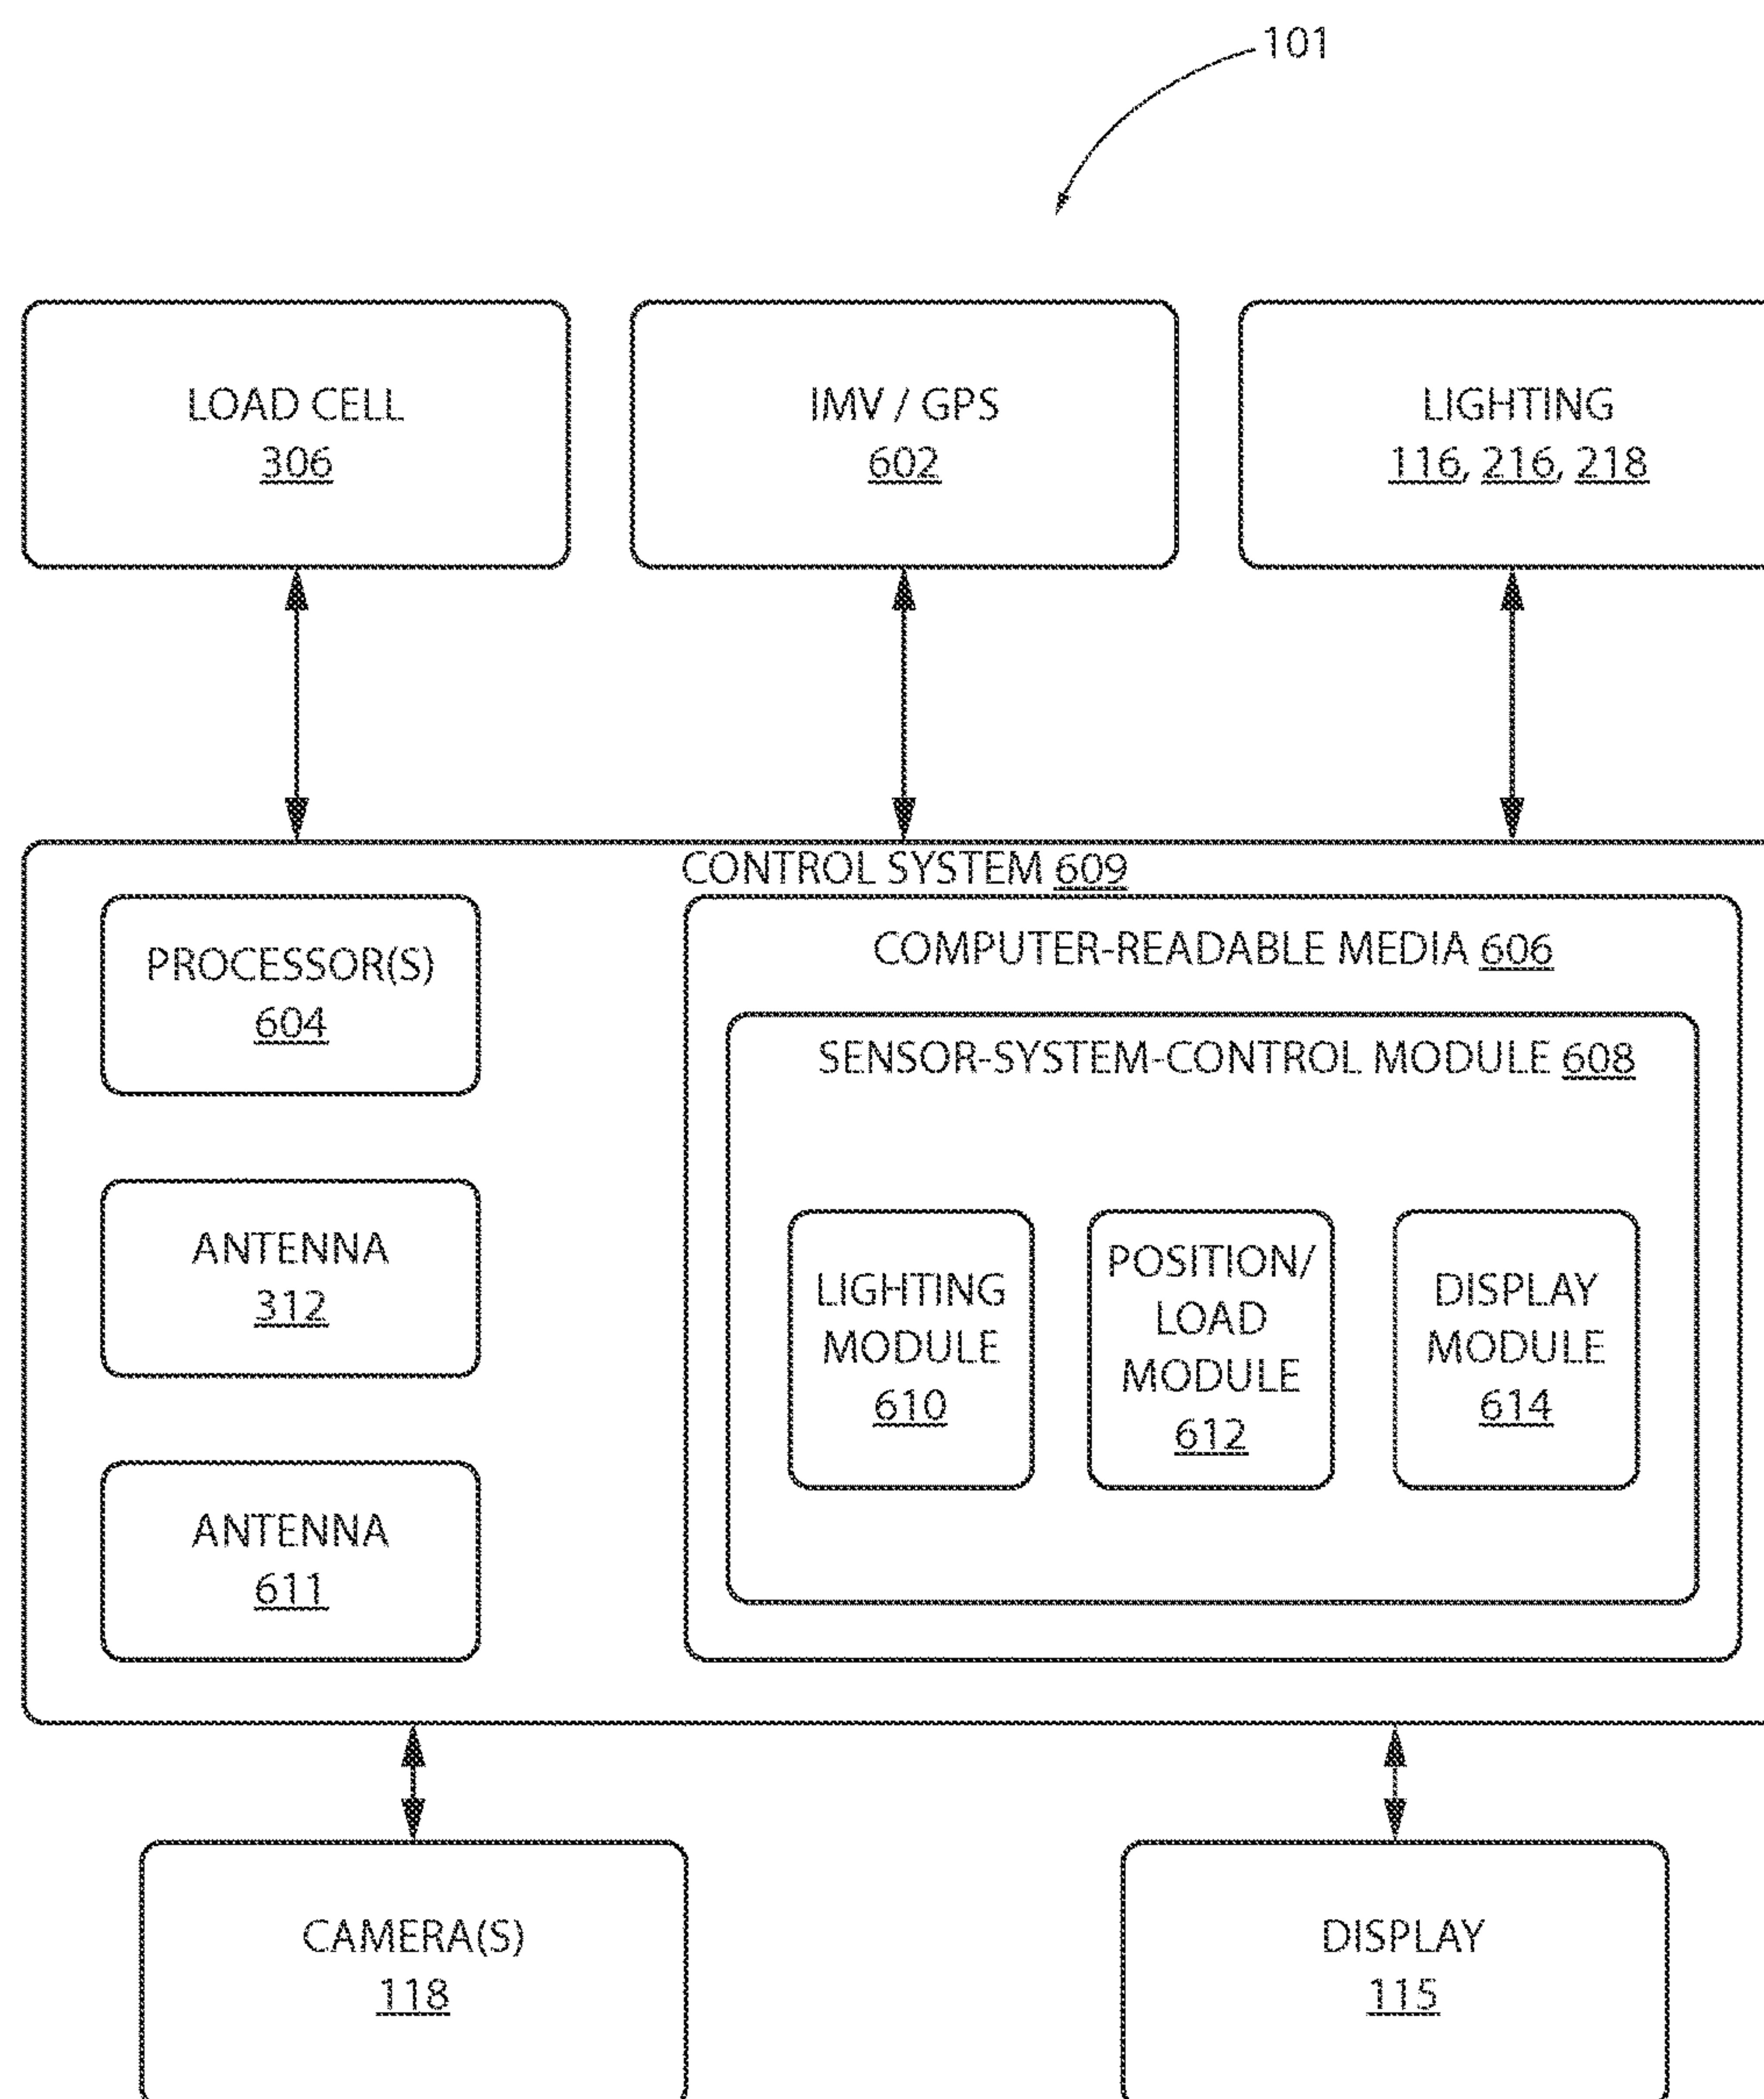 101
LOAD CELL
306
IMV / GPS
602
LIGHTING
116, 216, 218
CONTROL SYSTEM 609
PROCESSOR(S)
604
ANTENNA
312
ANTENNA
611
COMPUTER-READABLE MEDIA 606
SENSOR-SYSTEM-CONTROL MODULE 608
LIGHTING
MODULE
610
POSITION/
LOAD
MODULE
612
DISPLAY
MODULE
614
CAMERA(S)
118
DISPLAY
115